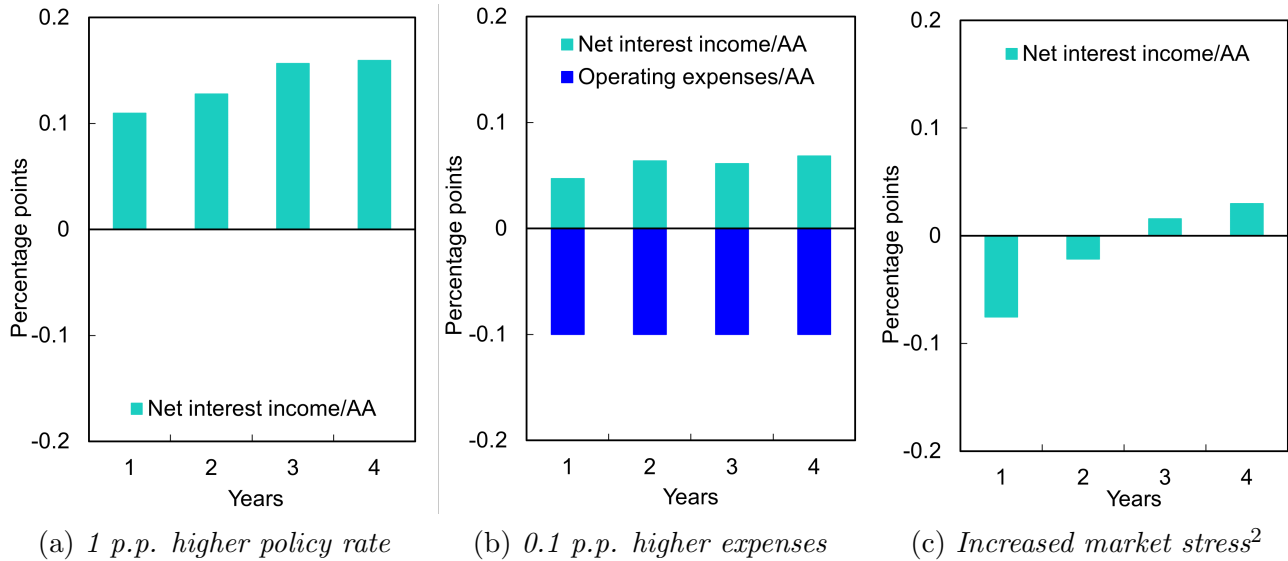 0.2
0.1
0
-0.1
-0.2
Percentage points
Net interest income/AA
1 2 3 4
Years
(a) 1 p.p. higher policy rate
0.2
0.1
0
-0.1
-0.2
Percentage points
Net interest income/AA
Operating expenses/AA
1 2 3 4
Years
(b) 0.1 p.p. higher expenses
0.2
0.1
0
-0.1
-0.2
Percentage points
Net interest income/AA
1 2 3 4
Years
(c) Increased market stress²